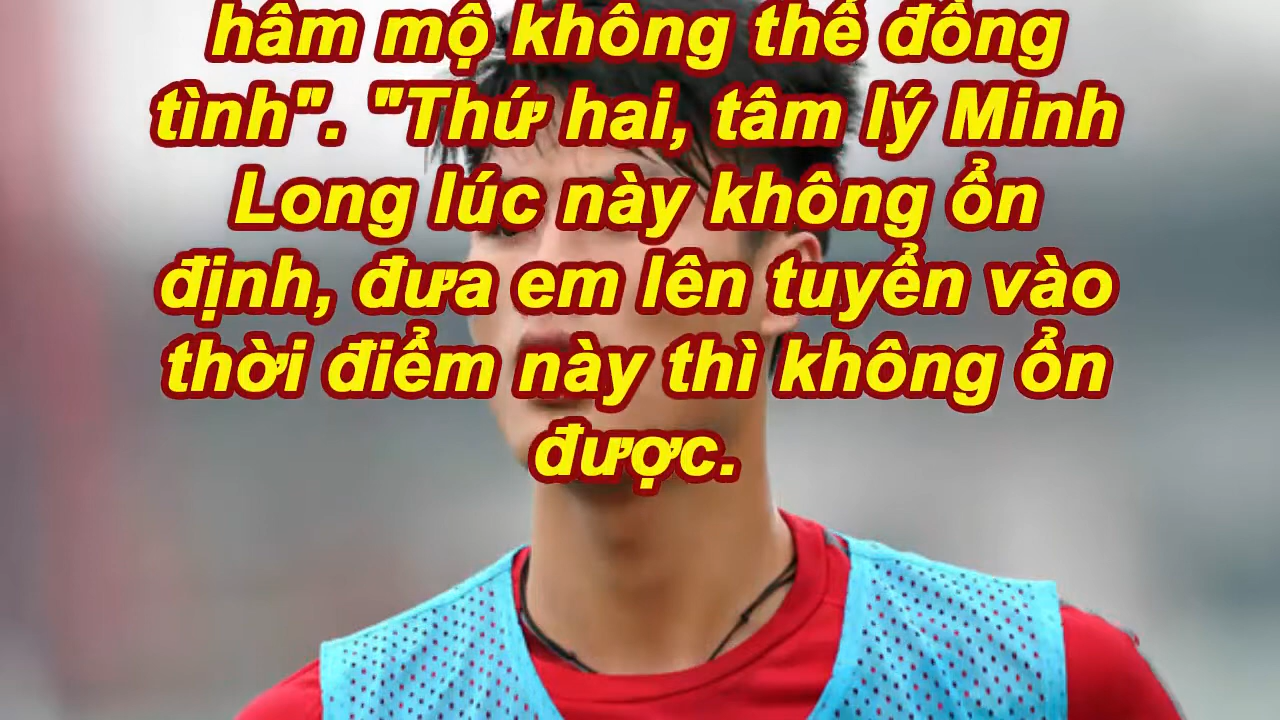 hâm mộ không thể đồng
tình". "Thứ hai, tâm lý Minh
Long lúc này không ổn
định, đưa em lên tuyển vào
thời điểm này thì không ổn
được.